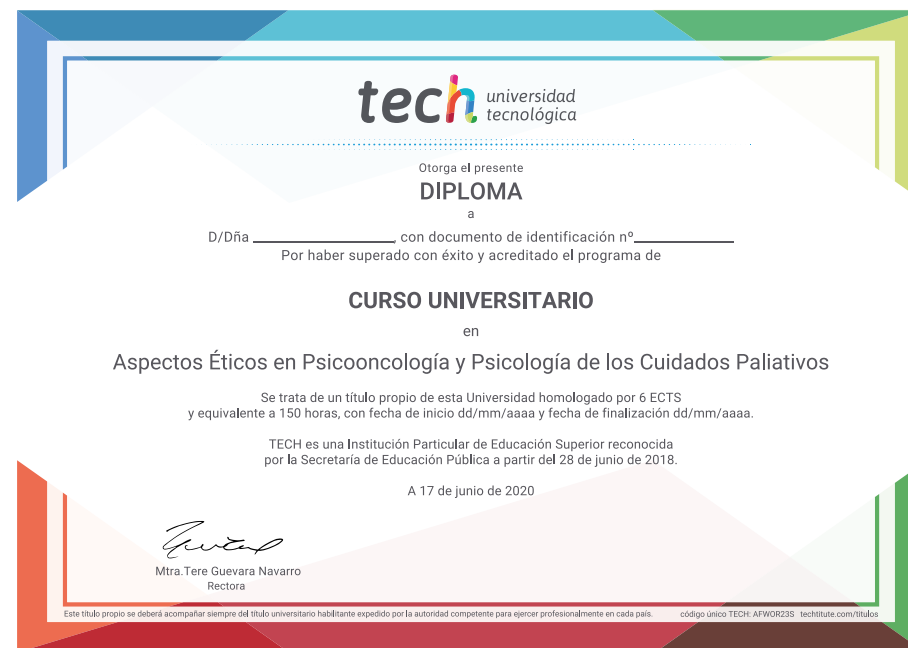 tech universidad
tecnológica
Otorga el presente
DIPLOMA
a
D/Dña ____________________, con documento de identificación nº______________
Por haber superado con éxito y acreditado el programa de
CURSO UNIVERSITARIO
en
Aspectos Éticos en Psicooncología y Psicología de los Cuidados Paliativos
Se trata de un título propio de esta Universidad homologado por 6 ECTS
y equivalente a 150 horas, con fecha de inicio dd/mm/aaaa y fecha de finalización dd/mm/aaaa.
TECH es una Institución Particular de Educación Superior reconocida
por la Secretaría de Educación Pública a partir del 28 de junio de 2018.
A 17 de junio de 2020
Mtra.Tere Guevara Navarro
Rectora
Este título propio se deberá acompañar siempre del título universitario habilitante expedido por la autoridad competente para ejercer profesionalmente en cada país. código único TECH: AFWOR23S techtitute.com/titulos